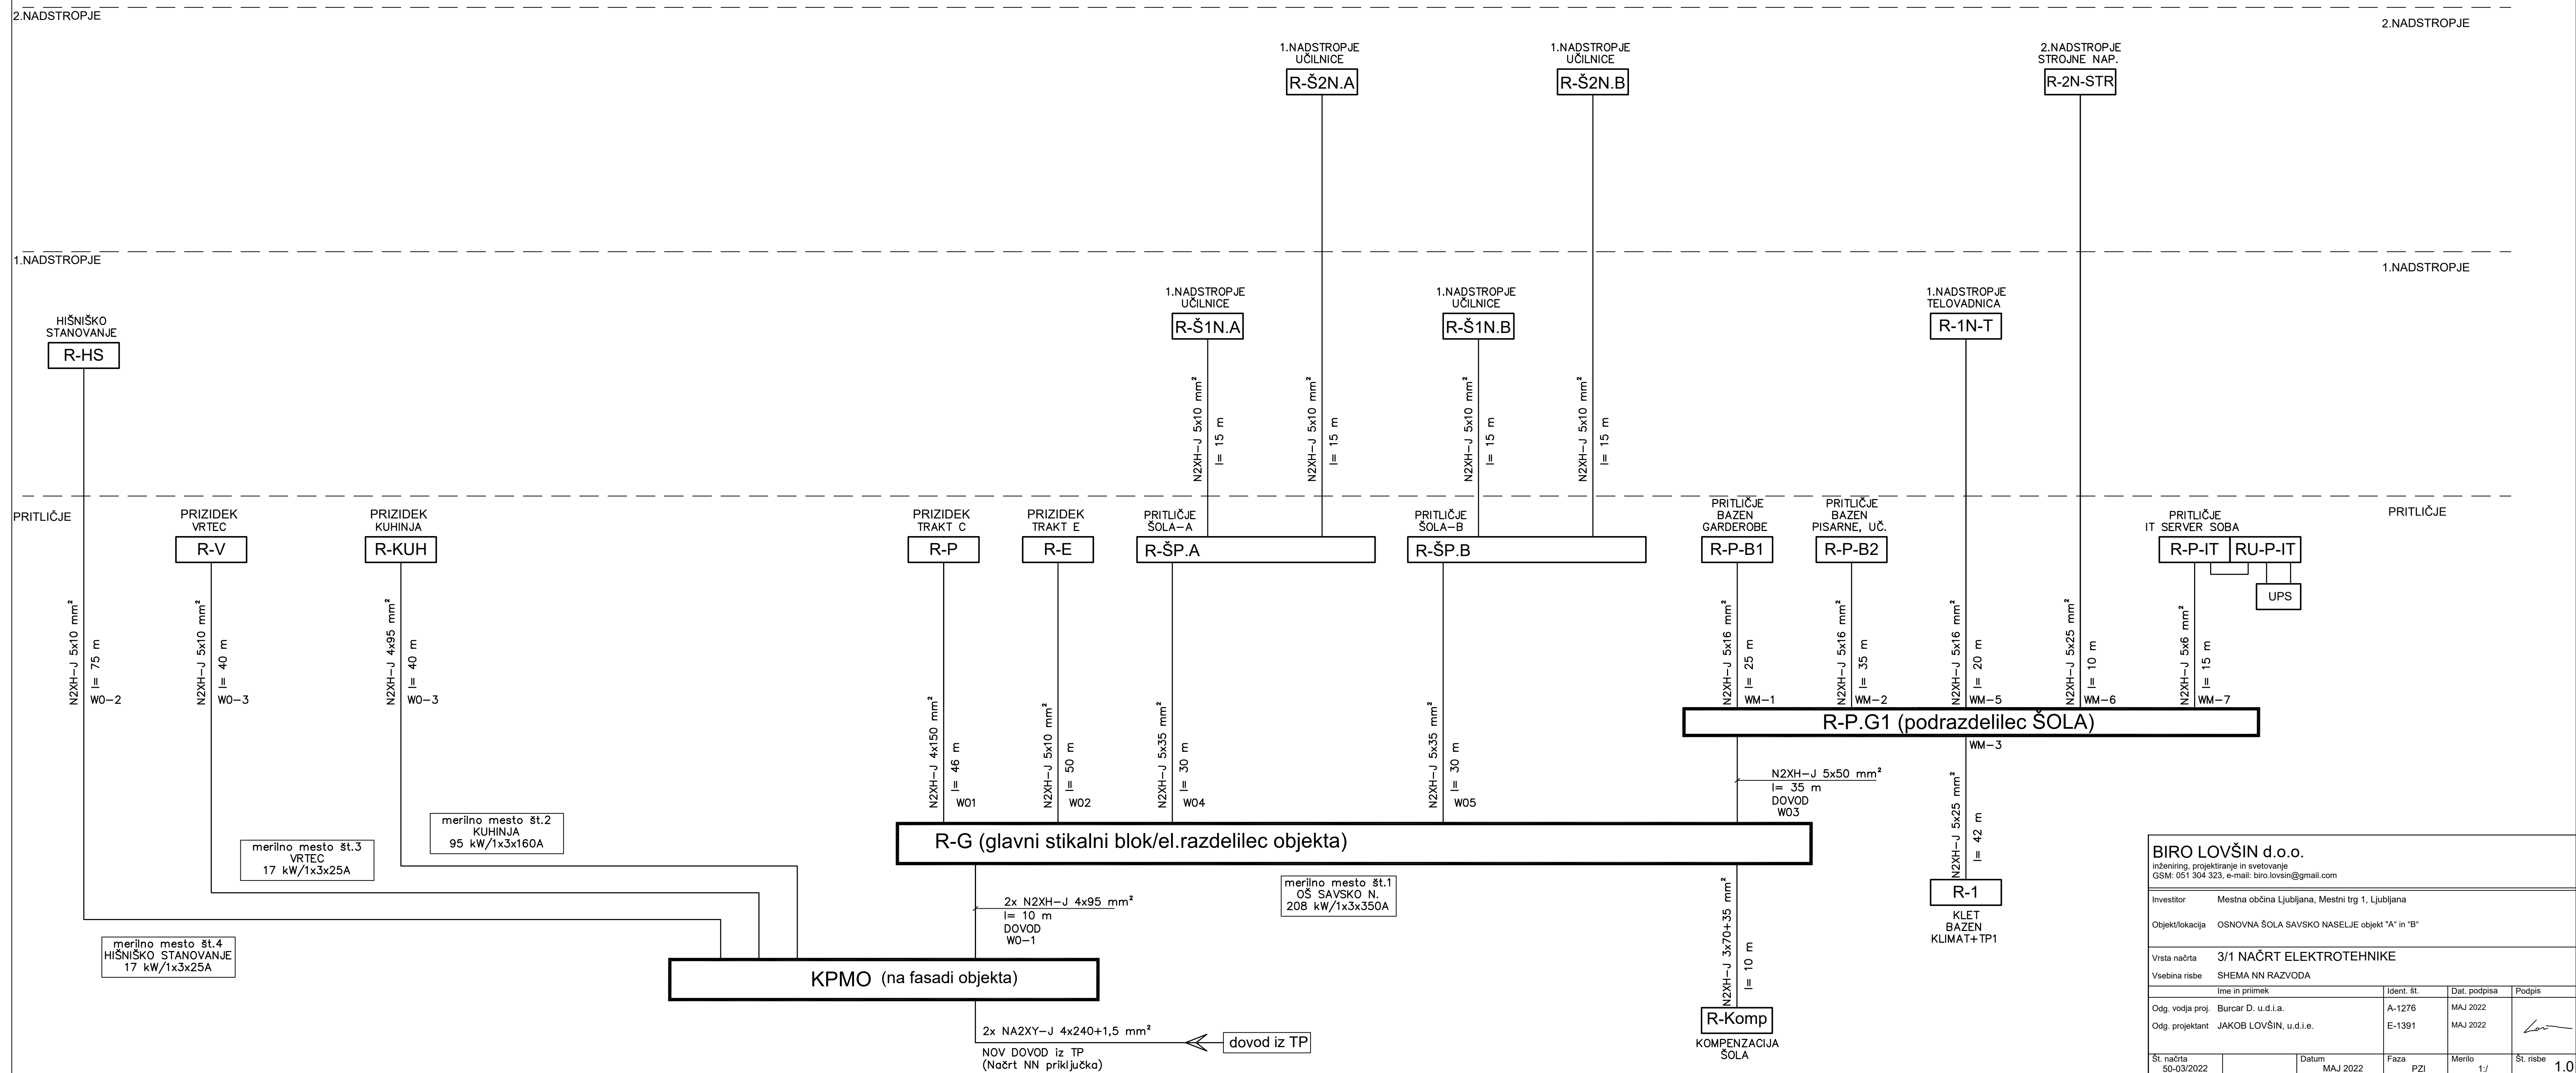 2.NADSTROPJE
2.NADSTROPJE
1.NADSTROPJE
UČILNICE
R-Š2N.A
1.NADSTROPJE
UČILNICE
R-Š2N.B
2.NADSTROPJE
STROJNE NAP.
R-2N-STR
1.NADSTROPJE
1.NADSTROPJE
HIŠNIŠKO
STANOVANJE
R-HS
1.NADSTROPJE
UČILNICE
R-Š1N.A
1.NADSTROPJE
UČILNICE
R-Š1N.B
1.NADSTROPJE
TELOVADNICA
R-1N-T
N2XH-J 5x10 mm²
l= 15 m
N2XH-J 5x10 mm²
l= 15 m
N2XH-J 5x10 mm²
l= 15 m
N2XH-J 5x10 mm²
l= 15 m
PRITLIČJE
PRITLIČJE
PRIZIDEK
VRTEC
R-V
PRIZIDEK
KUHINJA
R-KUH
PRIZIDEK
TRAKT C
R-P
PRIZIDEK
TRAKT E
R-E
PRITLIČJE
ŠOLA-A
R-ŠP.A
PRITLIČJE
ŠOLA-B
R-ŠP.B
PRITLIČJE
BAZEN
GARDEROBE
R-P-B1
PRITLIČJE
BAZEN
PISARNE, UČ.
R-P-B2
PRITLIČJE
IT SERVER SOBA
R-P-IT
RU-P-IT
UPS
N2XH-J 5x10 mm²
l= 75 m
W0-2
N2XH-J 5x10 mm²
l= 40 m
W0-3
N2XH-J 4x95 mm²
l= 40 m
W0-3
N2XH-J 4x150 mm²
l= 46 m
W01
N2XH-J 5x10 mm²
l= 50 m
W02
N2XH-J 5x35 mm²
l= 30 m
W04
N2XH-J 5x35 mm²
l= 30 m
W05
N2XH-J 5x16 mm²
l= 25 m
WM-1
N2XH-J 5x16 mm²
l= 35 m
WM-2
N2XH-J 5x16 mm²
l= 20 m
WM-5
N2XH-J 5x25 mm²
l= 10 m
WM-6
N2XH-J 5x6 mm²
l= 15 m
WM-7
R-P.G1 (podrazdelilec ŠOLA)
WM-3
N2XH-J 5x50 mm²
l= 35 m
DOVOD
W03
N2XH-J 5x25 mm²
l= 42 m
R-1
KLET
BAZEN
KLIMAT+TP1
R-G (glavni stikalni blok/el.razdelilec objekta)
merilno mesto št.2
KUHINJA
95 kW/1x3x160A
merilno mesto št.3
VRTEC
17 kW/1x3x25A
merilno mesto št.1
OŠ SAVSKO N.
208 kW/1x3x350A
merilno mesto št.4
HIŠNIŠKO STANOVANJE
17 kW/1x3x25A
2x N2XH-J 4x95 mm²
l= 10 m
DOVOD
W0-1
KPMO (na fasadi objekta)
N2XH-J 3x70+35 mm²
l= 10 m
R-Komp
KOMPENZACIJA
ŠOLA
2x NA2XY-J 4x240+1,5 mm²
NOV DOVOD iz TP
(Načrt NN priključka)
dovod iz TP
BIRO LOVŠIN d.o.o.
inženiring, projektiranje in svetovanje
GSM: 051 304 323, e-mail: biro.lovsin@gmail.com
Investitor Mestna občina Ljubljana, Mestni trg 1, Ljubljana
Objekt/lokacija OSNOVNA ŠOLA SAVSKO NASELJE objekt "A" in "B"
Vrsta načrta 3/1 NAČRT ELEKTROTEHNIKE
Vsebina risbe SHEMA NN RAZVODA
Ime in priimek Ident. št. Dat. podpisa Podpis
Odg. vodja proj. Burcar D. u.d.i.a. A-1276 MAJ 2022
Odg. projektant JAKOB LOVŠIN, u.d.i.e. E-1391 MAJ 2022
Št. načrta Datum Faza Merilo Št. risbe
50-03/2022 MAJ 2022 PZI 1:/ 1.0